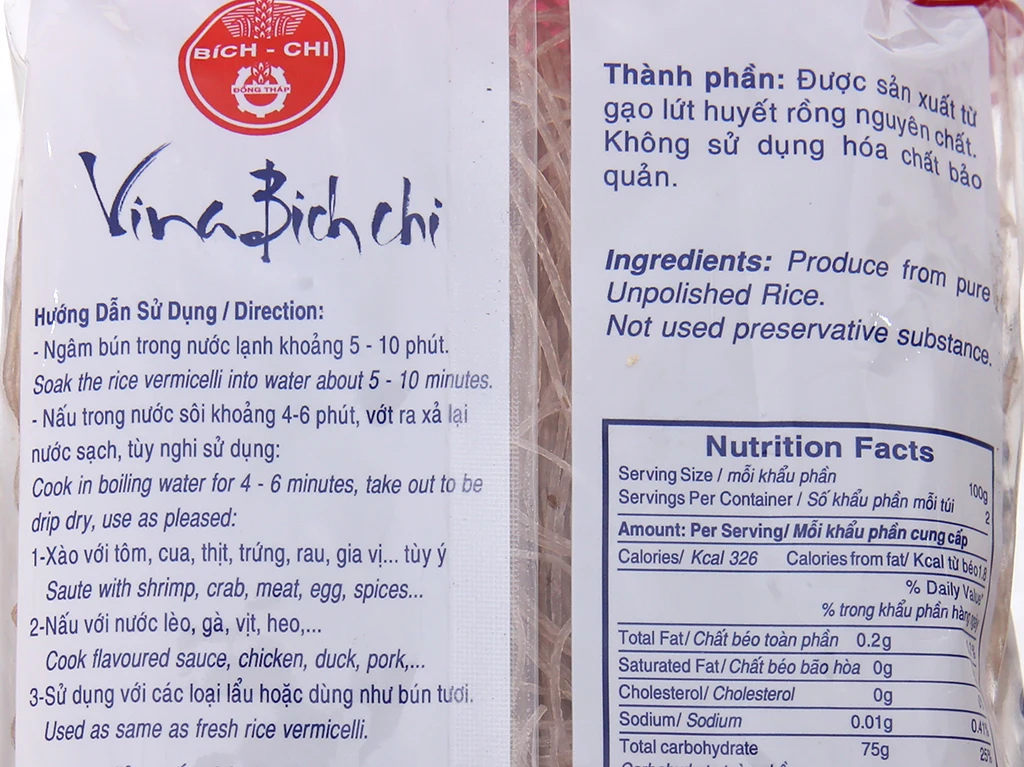 BÍCH - CHI
ĐỒNG THÁP
Vina Bich chi
Hướng Dẫn Sử Dụng / Direction:
- Ngâm bún trong nước lạnh khoảng 5 - 10 phút.
Soak the rice vermicelli into water about 5 - 10 minutes.
- Nấu trong nước sôi khoảng 4-6 phút, vớt ra xả lại
nước sạch, tùy nghi sử dụng:
Cook in boiling water for 4 - 6 minutes, take out to be
drip dry, use as pleased:
1-Xào với tôm, cua, thịt, trứng, rau, gia vị... tùy ý
Saute with shrimp, crab, meat, egg, spices...
2-Nấu với nước lèo, gà, vịt, heo,...
Cook flavoured sauce, chicken, duck, pork,...
3-Sử dụng với các loại lẩu hoặc dùng như bún tươi.
Used as same as fresh rice vermicelli.
Thành phần: Được sản xuất từ
gạo lứt huyết rồng nguyên chất.
Không sử dụng hóa chất bảo
quản.
Ingredients: Produce from pure
Unpolished Rice.
Not used preservative substance.
Nutrition Facts
Serving Size / mỗi khẩu phần 100g
Servings Per Container / Số khẩu phần mỗi túi 2
Amount: Per Serving/ Mỗi khẩu phần cung cấp
Calories/ Kcal 326 Calories from fat/ Kcal từ béo 1,8
% Daily Value*
% trong khẩu phần hàng ngày
Total Fat/ Chất béo toàn phần 0.2g
Saturated Fat/ Chất béo bão hòa 0g
Cholesterol/ Cholesterol 0g
Sodium/ Sodium 0.01g 0.41%
Total carbohydrate 75g 25%